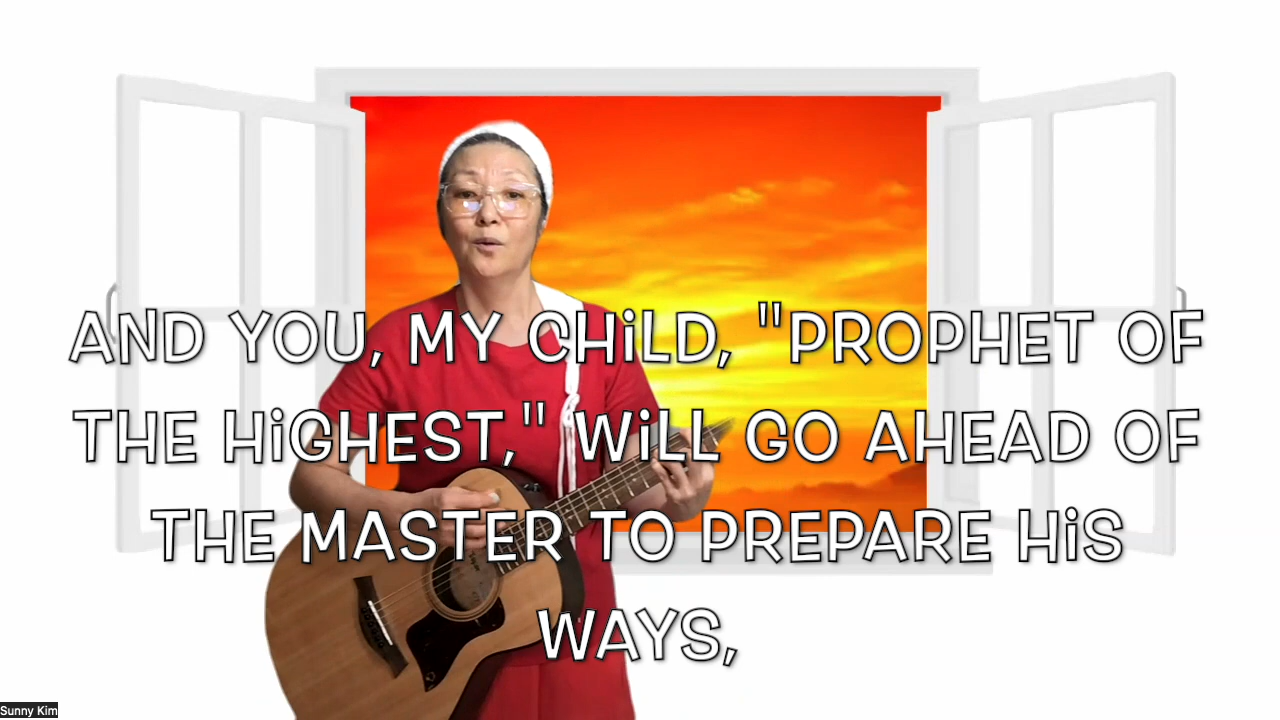 AND YOU, MY CHiLD, "PROPHET OF
THE HiGHEST," WiLL GO AHEAD OF
THE MASTER TO PREPARE HiS
WAYS,
Sunny Kim